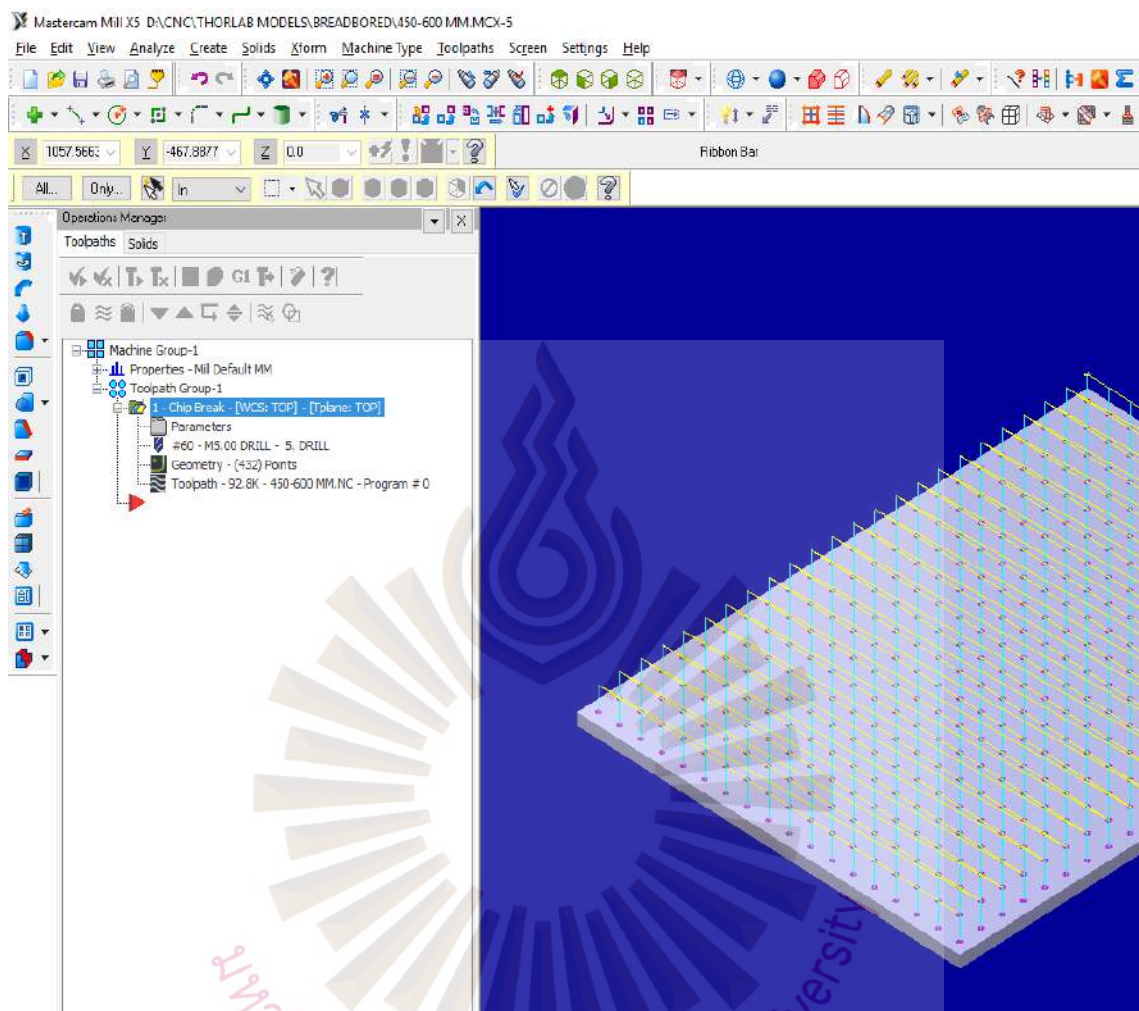 Mastercam Mill X5 D:\CNC\THORLAB MODELS\BREADBORED\450-600 MM.MCX-5
File Edit View Analyze Create Solids Xform Machine Type Toolpaths Screen Settings Help
X 1057.566: Y -467.8877 Z 0.0 Ribbon Bar
All... Only... In
Operations Manager
Toolpaths Solids
G1
Machine Group-1
Properties - Mill Default MM
Toolpath Group-1
1 - Chip Break - [WCS: TOP] - [Tplane: TOP]
Parameters
#60 - M5.00 DRILL - 5. DRILL
Geometry - (432) Points
Toolpath - 92.8K - 450-600 MM.NC - Program # 0